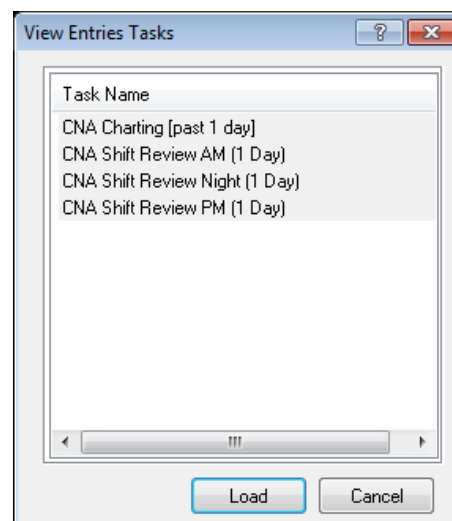 View Entries Tasks
?
Task Name
CNA Charting [past 1 day]
CNA Shift Review AM (1 Day)
CNA Shift Review Night (1 Day)
CNA Shift Review PM (1 Day)
Load
Cancel